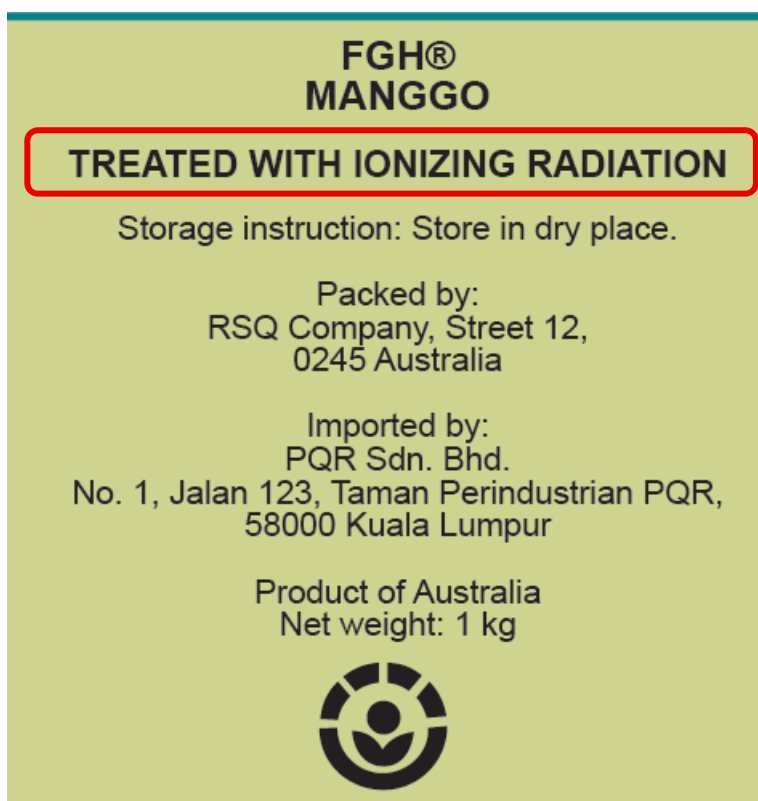 FGH®
MANGGO
TREATED WITH IONIZING RADIATION
Storage instruction: Store in dry place.
Packed by:
RSQ Company, Street 12,
0245 Australia
Imported by:
PQR Sdn. Bhd.
No. 1, Jalan 123, Taman Perindustrian PQR,
58000 Kuala Lumpur
Product of Australia
Net weight: 1 kg